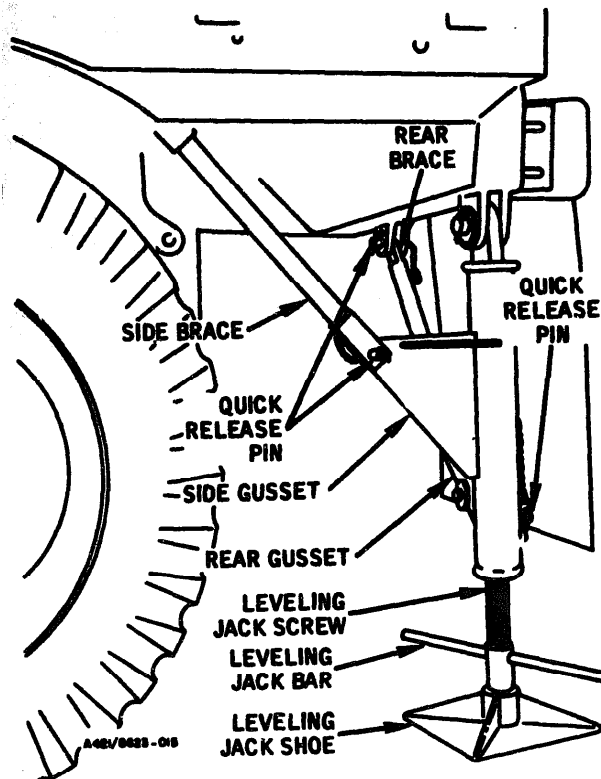 REAR
BRACE
QUICK
RELEASE
PIN
SIDE BRACE
QUICK
RELEASE
PIN
SIDE GUSSET
REAR GUSSET
LEVELING
JACK SCREW
LEVELING
JACK BAR
LEVELING
JACK SHOE